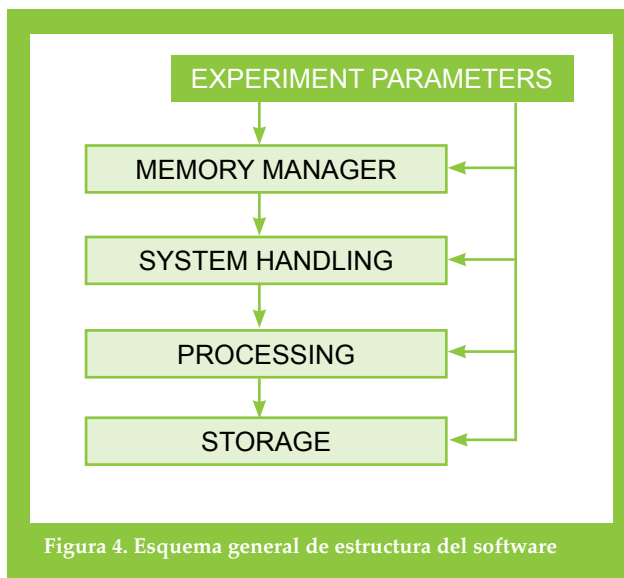 EXPERIMENT PARAMETERS
MEMORY MANAGER
SYSTEM HANDLING
PROCESSING
STORAGE
Figura 4. Esquema general de estructura del software